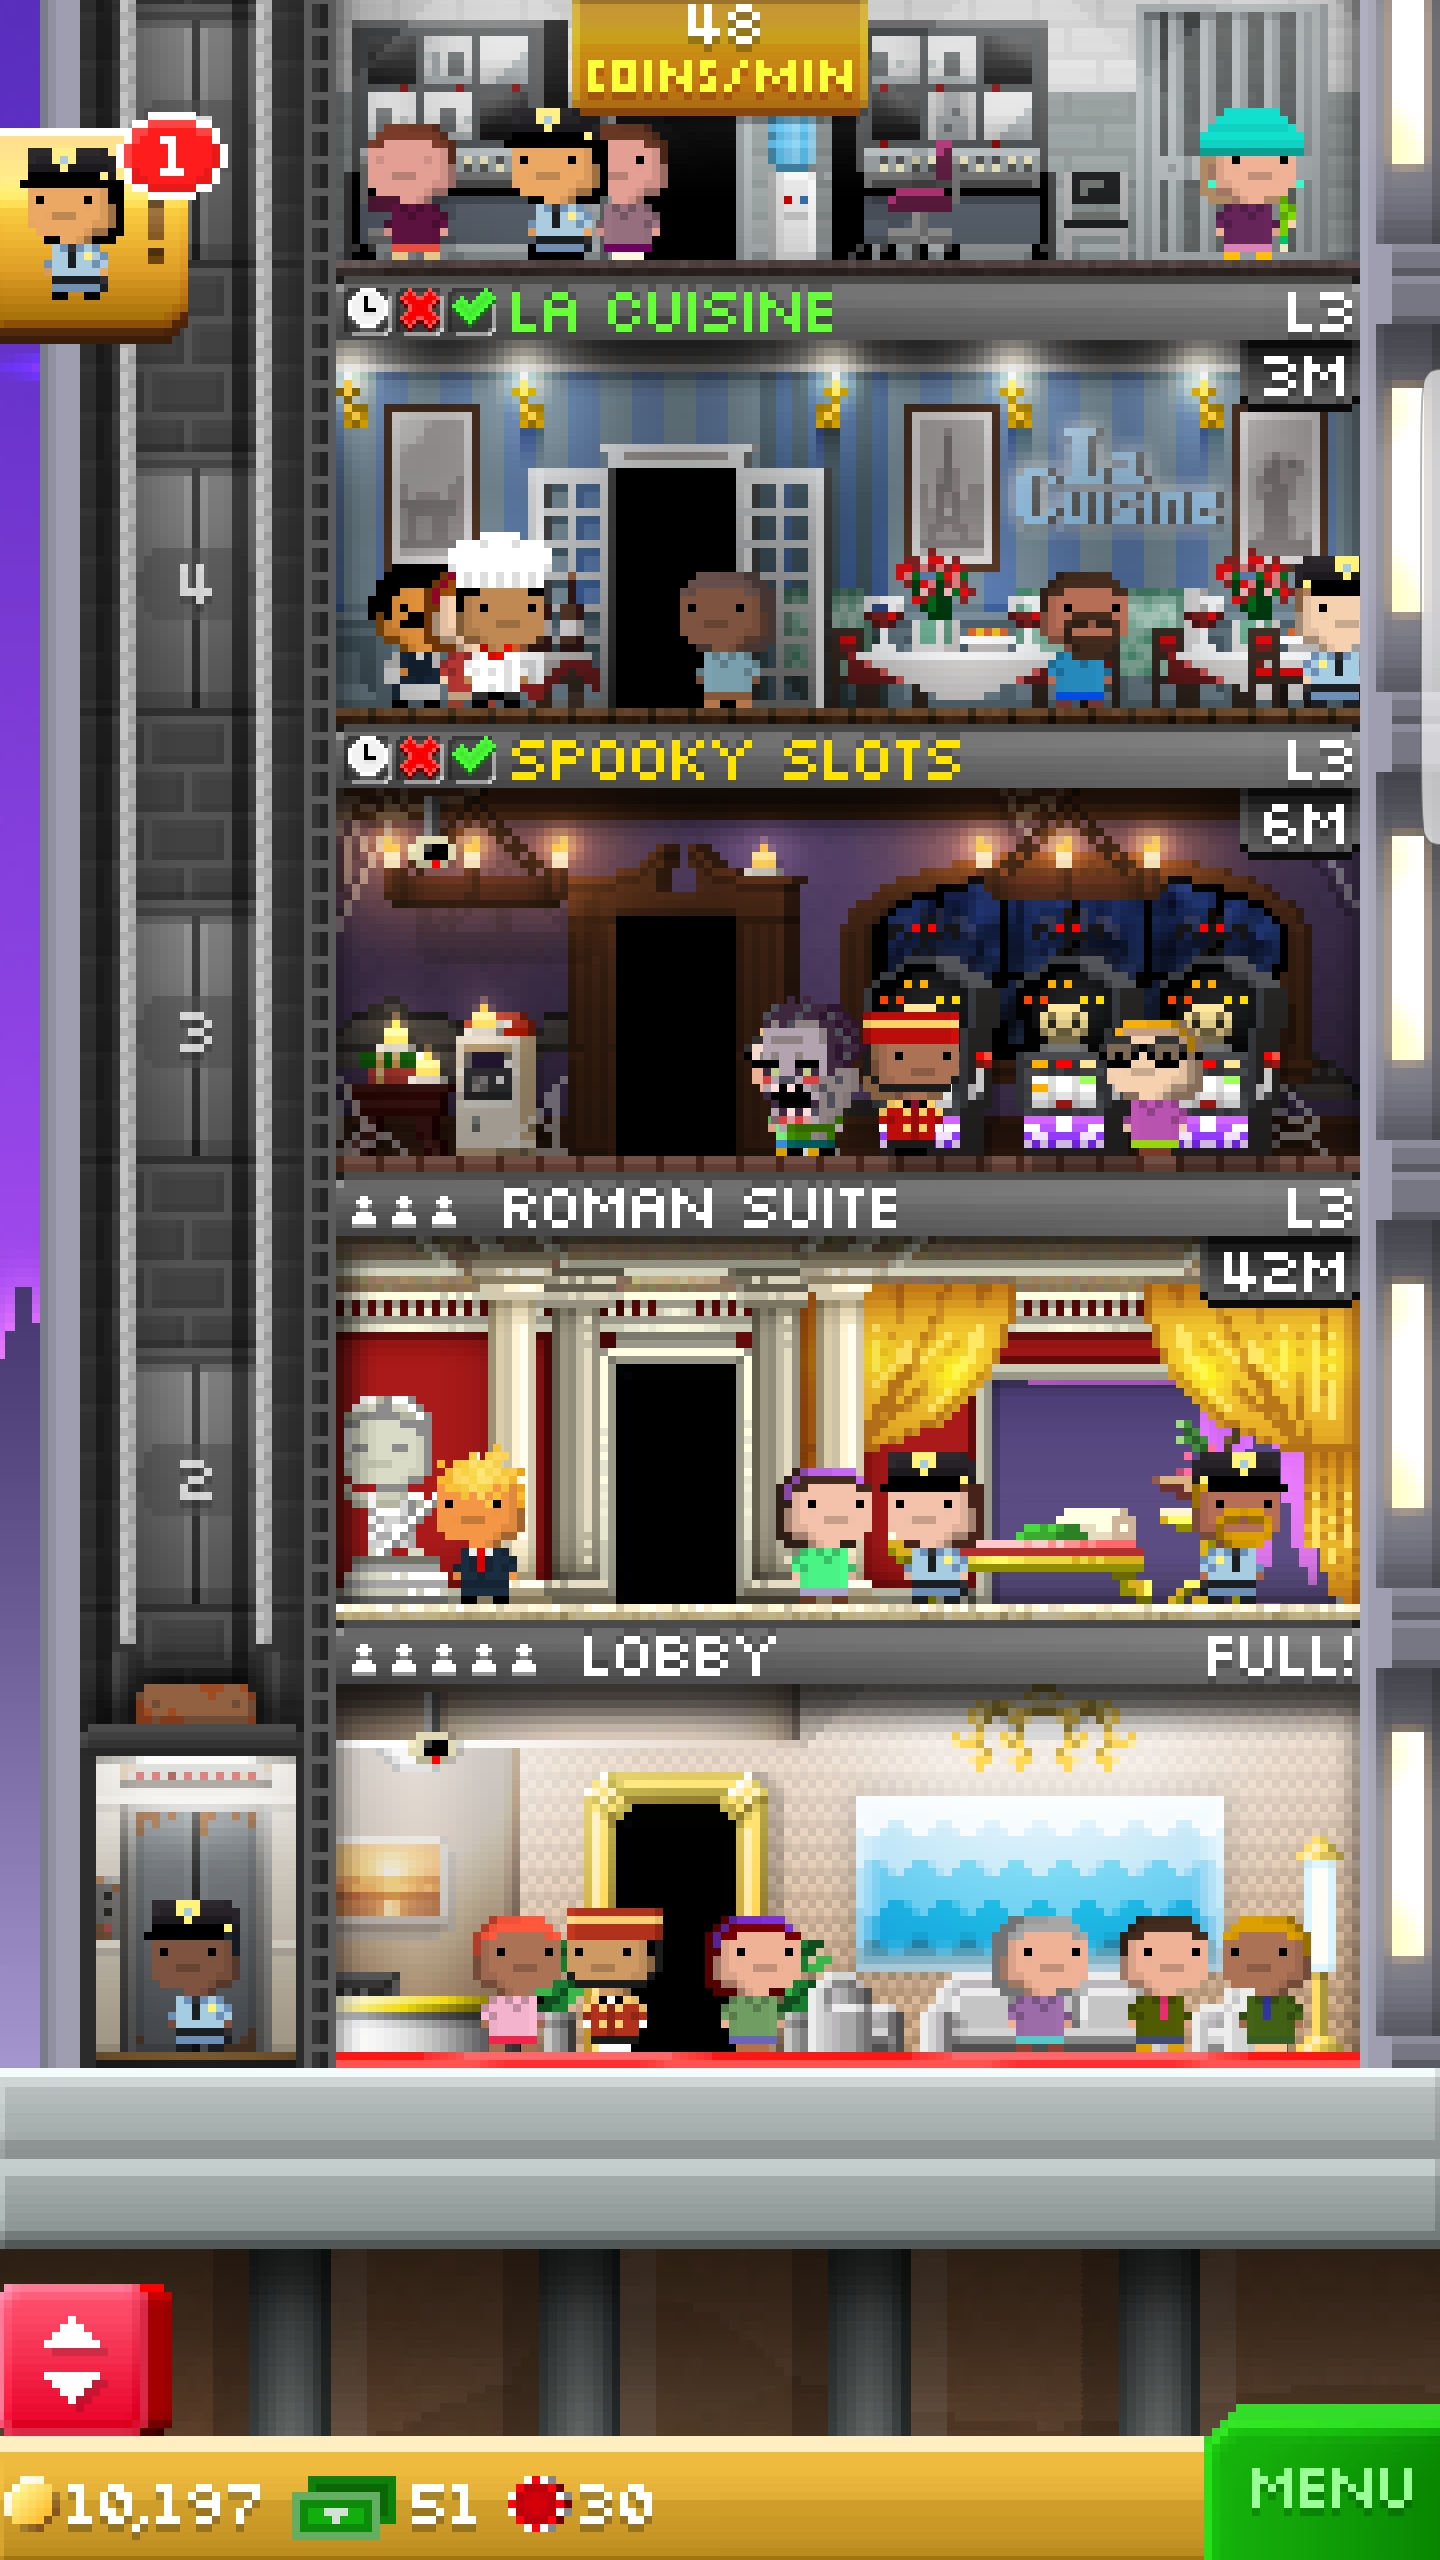 48
COINS/MIN
1
!
LA CUISINE
L3
3M
La
Cuisine
4
SPOOKY SLOTS
L3
6M
3
ROMAN SUITE
L3
42M
2
LOBBY
FULL!
10,197
51
30
MENU